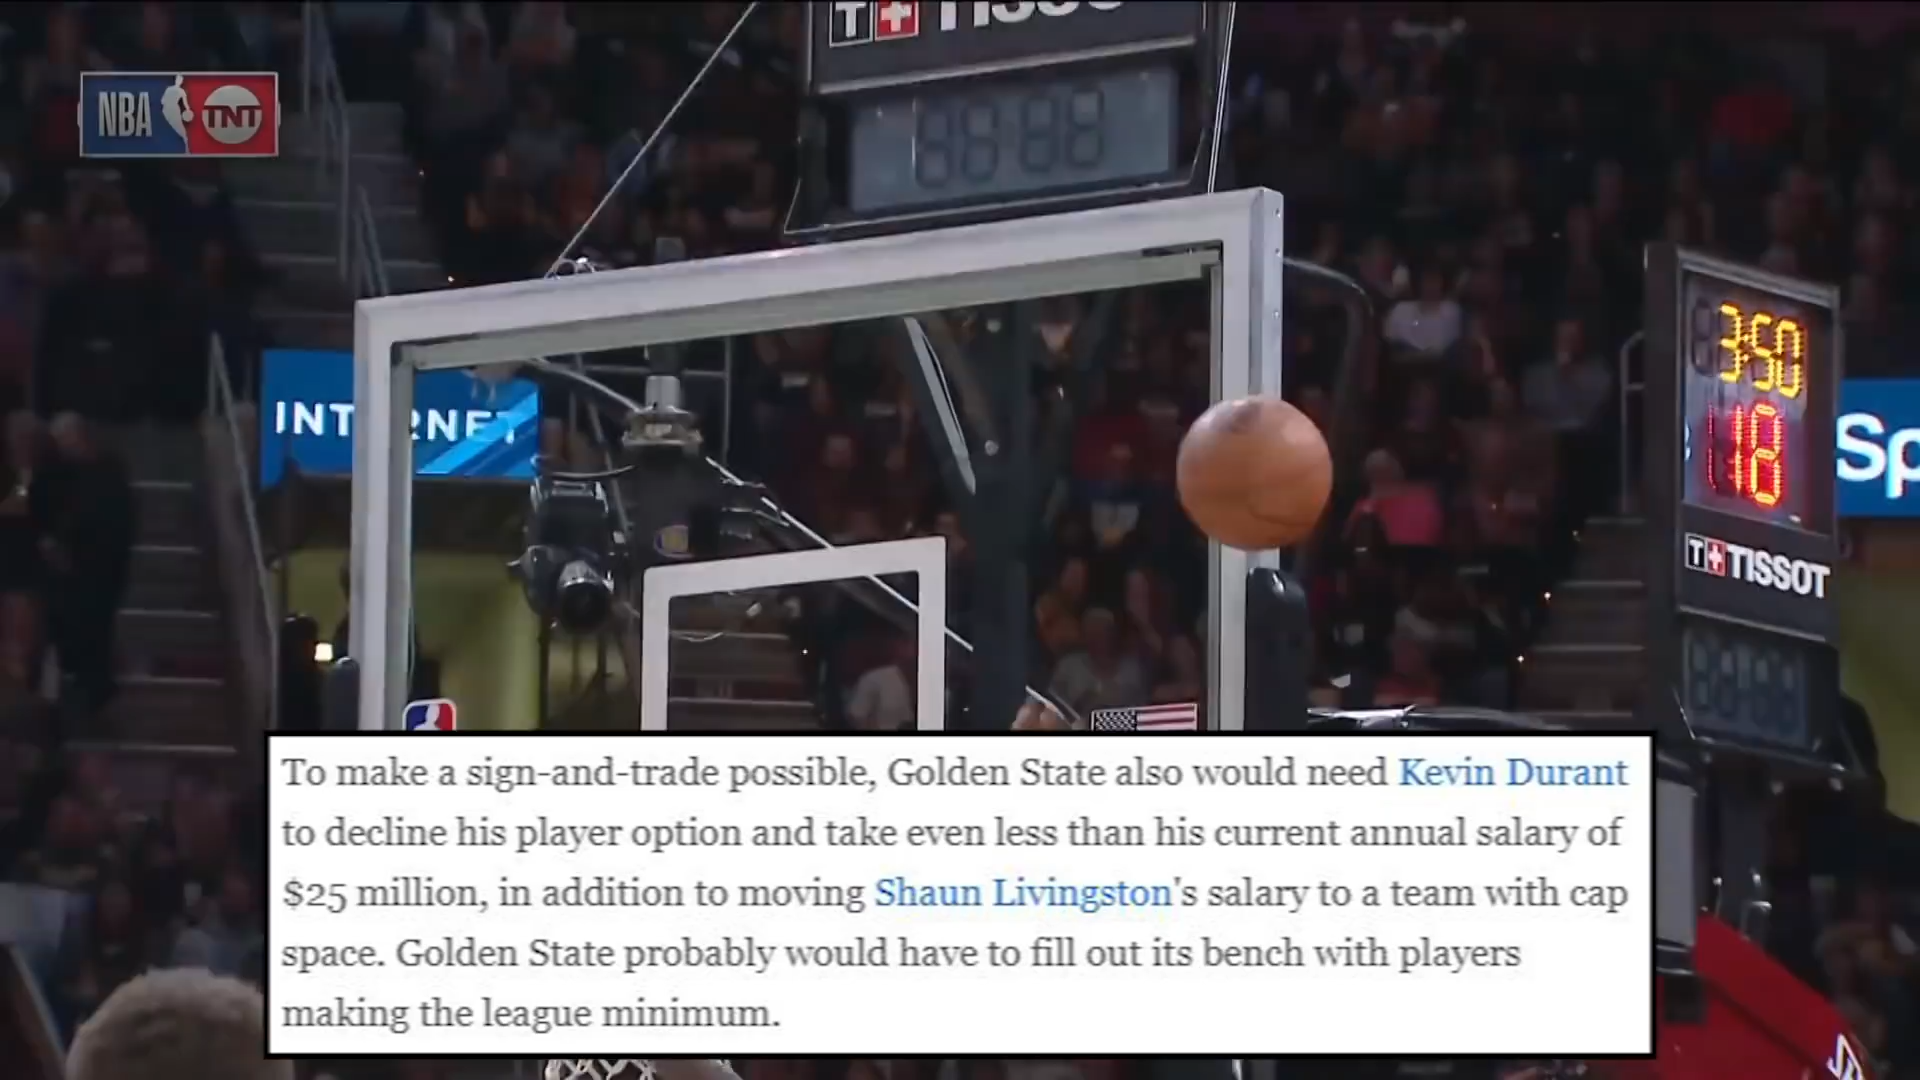 TISSOT
NBA TNT
3:50
INTERNET
18
Sp
T+ TISSOT
To make a sign-and-trade possible, Golden State also would need Kevin Durant
to decline his player option and take even less than his current annual salary of
$25 million, in addition to moving Shaun Livingston's salary to a team with cap
space. Golden State probably would have to fill out its bench with players
making the league minimum.